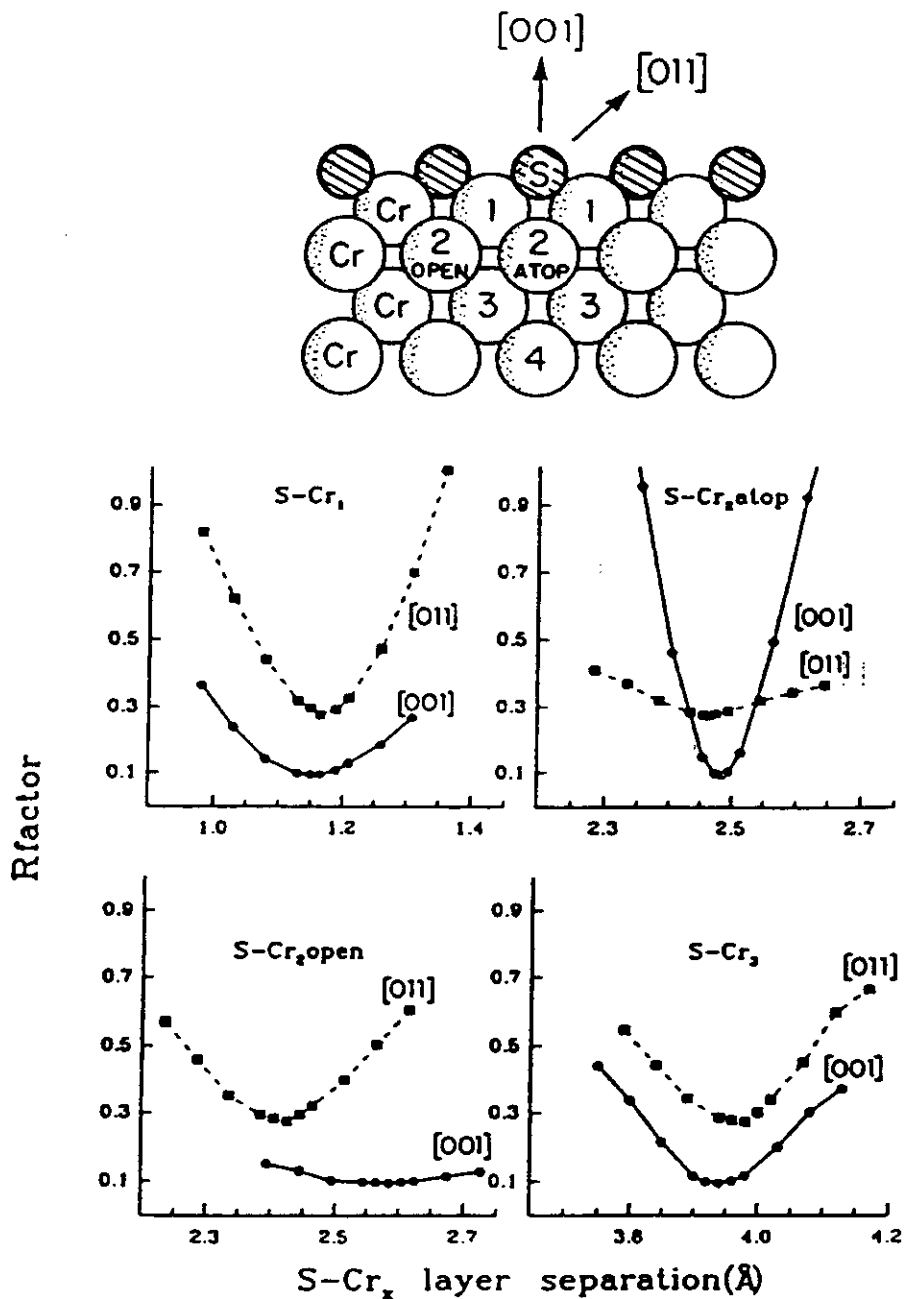 [001]
[011]
S
Cr 1 1
Cr 2 OPEN 2 ATOP
Cr 3 3
Cr 4
Rfactor
S-Cr₁
0.9
0.7
0.5
0.3
0.1
[011]
[001]
1.0 1.2 1.4
S-Cr₂atop
0.9
0.7
0.5
0.3
0.1
[001]
[011]
2.3 2.5 2.7
S-Cr₂open
0.9
0.7
0.5
0.3
0.1
[011]
[001]
2.3 2.5 2.7
S-Cr₃
0.9
0.7
0.5
0.3
0.1
[011]
[001]
3.8 4.0 4.2
S-Crₓ layer separation(Å)